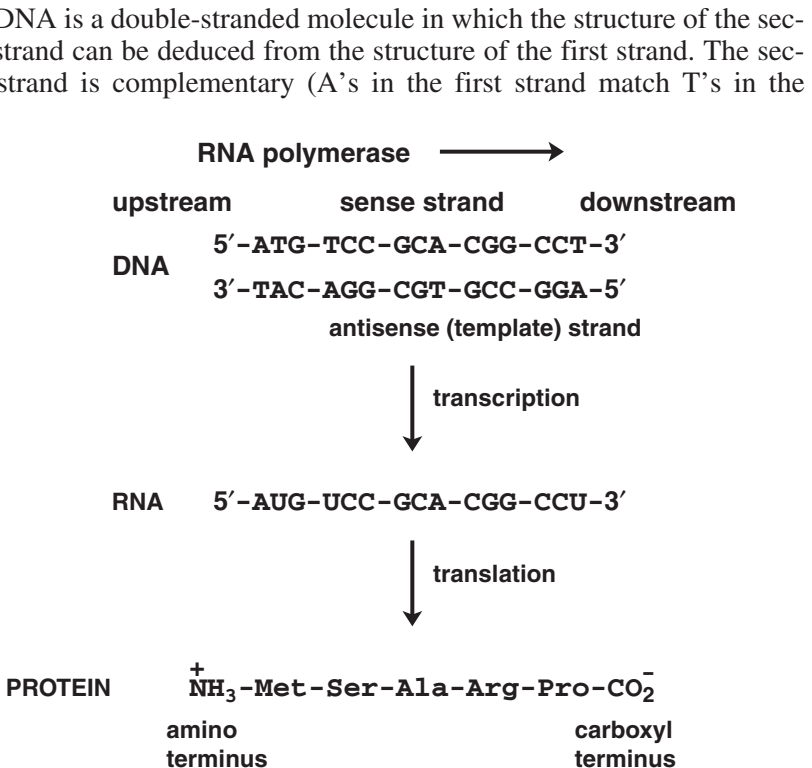 DNA is a double-stranded molecule in which the structure of the sec-
strand can be deduced from the structure of the first strand. The sec-
strand is complementary (A's in the first strand match T's in the
RNA polymerase
upstream sense strand downstream
5′-ATG-TCC-GCA-CGG-CCT-3′
DNA
3′-TAC-AGG-CGT-GCC-GGA-5′
antisense (template) strand
transcription
RNA 5′-AUG-UCC-GCA-CGG-CCU-3′
translation
PROTEIN N⁺H₃-Met-Ser-Ala-Arg-Pro-CO₂⁻
amino carboxyl
terminus terminus